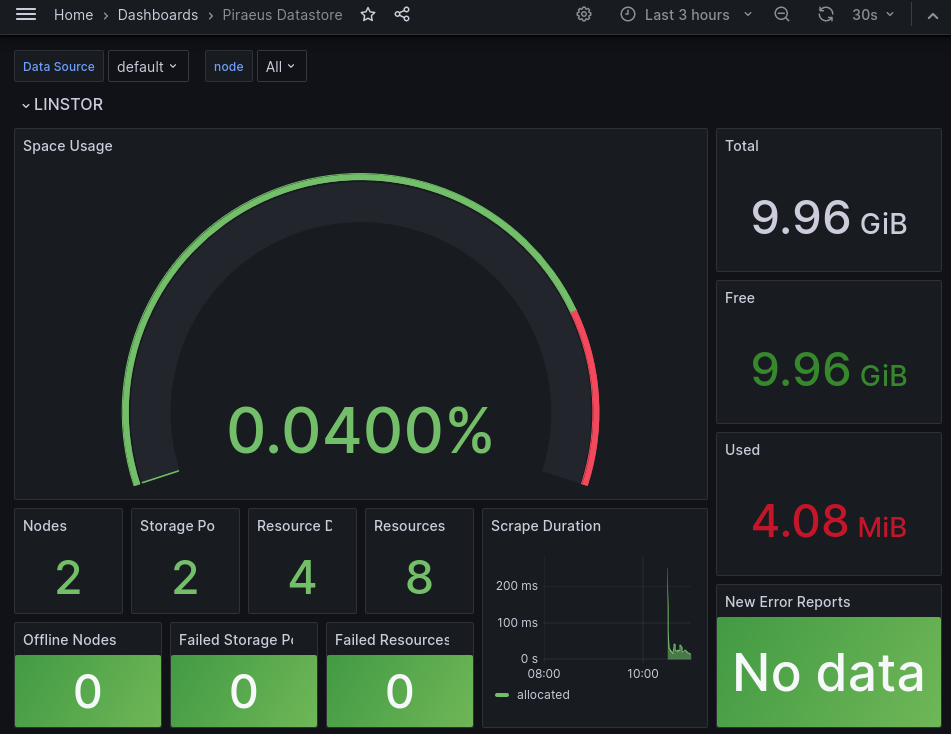 Home › Dashboards › Piraeus Datastore
Last 3 hours
30s
Data Source default
node All
LINSTOR
Space Usage
0.0400%
Total
9.96 GiB
Free
9.96 GiB
Used
4.08 MiB
Nodes
2
Storage Po
2
Resource D
4
Resources
8
Scrape Duration
200 ms
100 ms
0 s
08:00 10:00
allocated
Offline Nodes
0
Failed Storage Po
0
Failed Resources
0
New Error Reports
No data